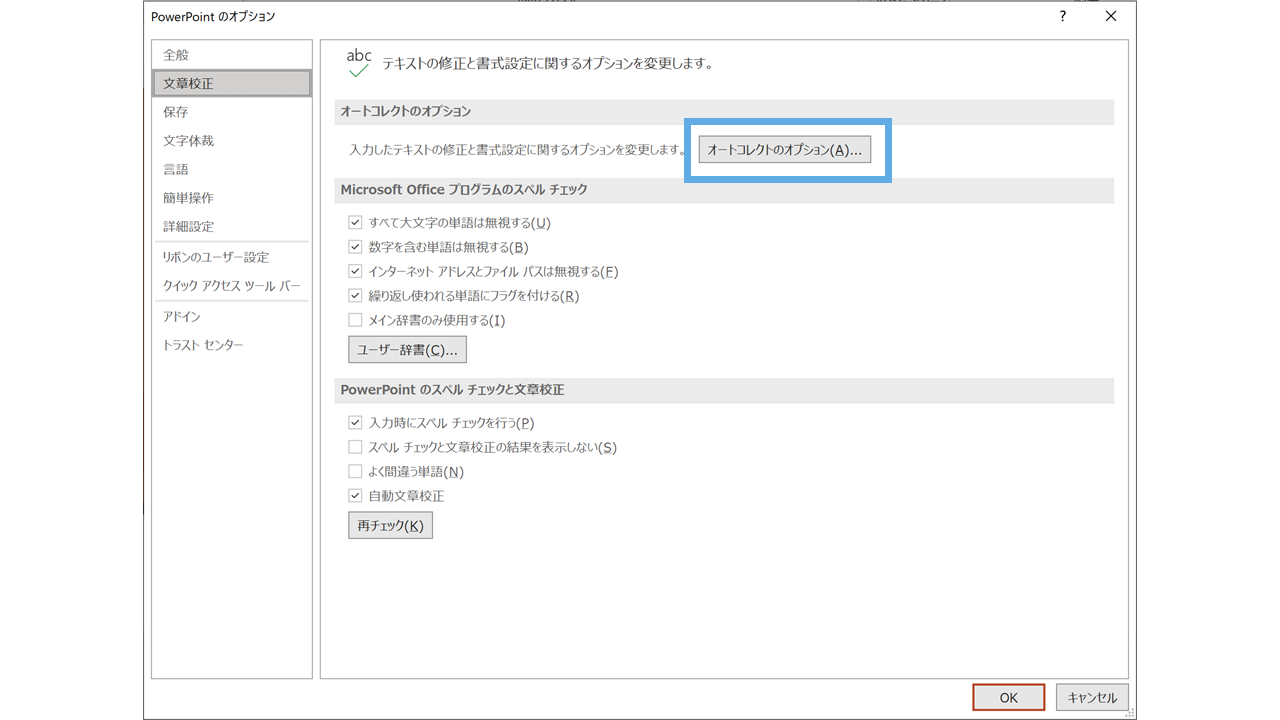 PowerPoint のオプション
?
全般
文章校正
保存
文字体裁
言語
簡単操作
詳細設定
リボンのユーザー設定
クイック アクセス ツール バー
アドイン
トラスト センター
abc
テキストの修正と書式設定に関するオプションを変更します。
オートコレクトのオプション
入力したテキストの修正と書式設定に関するオプションを変更します。 オートコレクトのオプション(A)...
Microsoft Office プログラムのスペル チェック
すべて大文字の単語は無視する(U)
数字を含む単語は無視する(B)
インターネット アドレスとファイル パスは無視する(F)
繰り返し使われる単語にフラグを付ける(R)
メイン辞書のみ使用する(I)
ユーザー辞書(C)...
PowerPoint のスペル チェックと文章校正
入力時にスペル チェックを行う(P)
スペル チェックと文章校正の結果を表示しない(S)
よく間違う単語(N)
自動文章校正
再チェック(K)
OK キャンセル